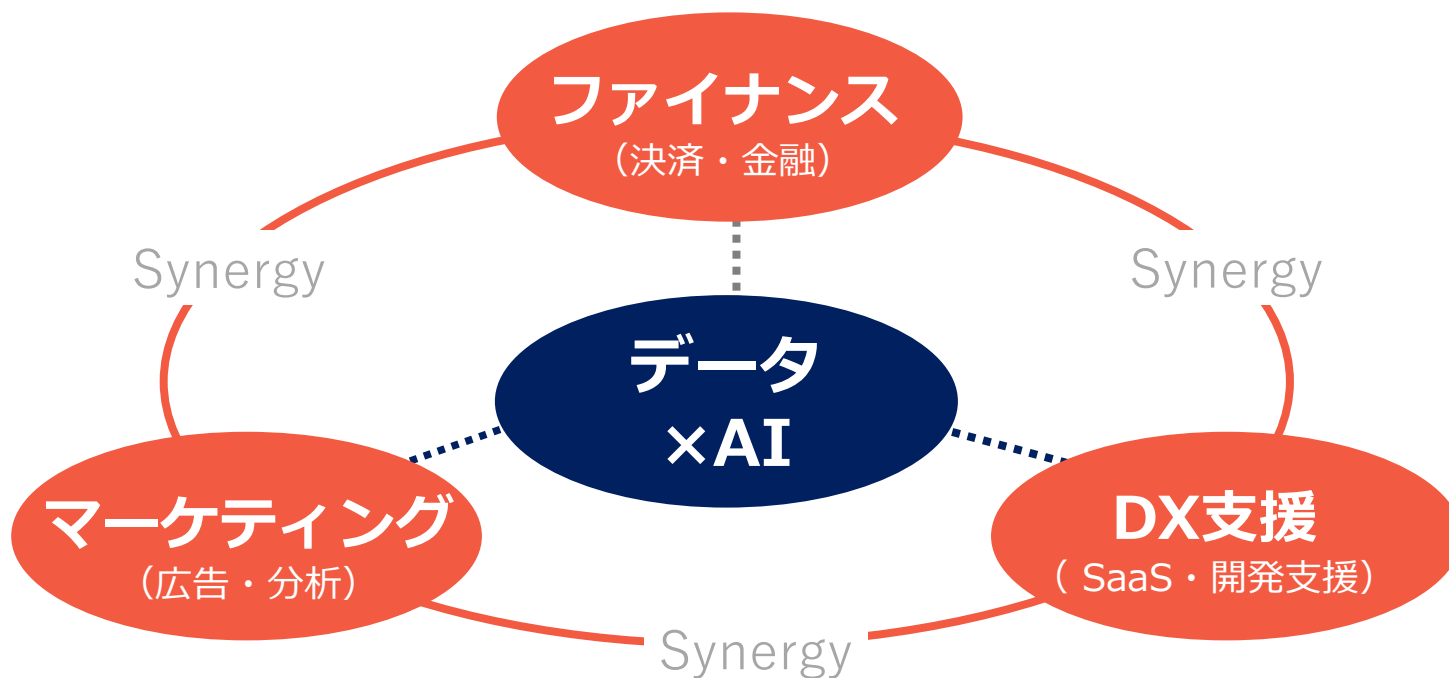 ファイナンス
（決済・金融）
Synergy
Synergy
データ
×AI
マーケティング
（広告・分析）
DX支援
（ SaaS・開発支援）
Synergy